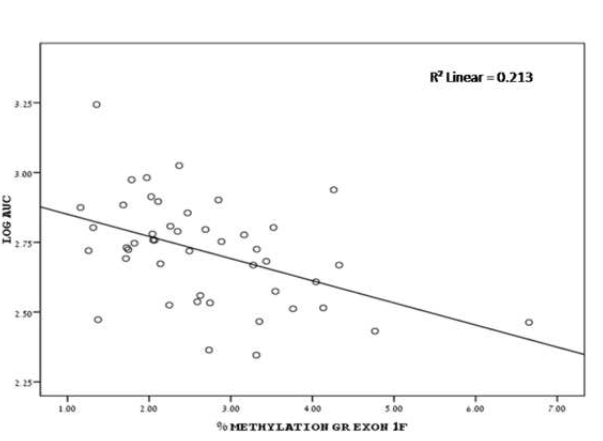 R² Linear = 0.213
3.25
3.00
2.75
2.50
2.25
LOG AUC
1.00 2.00 3.00 4.00 5.00 6.00 7.00
% METHYLATION GR EXON 1F